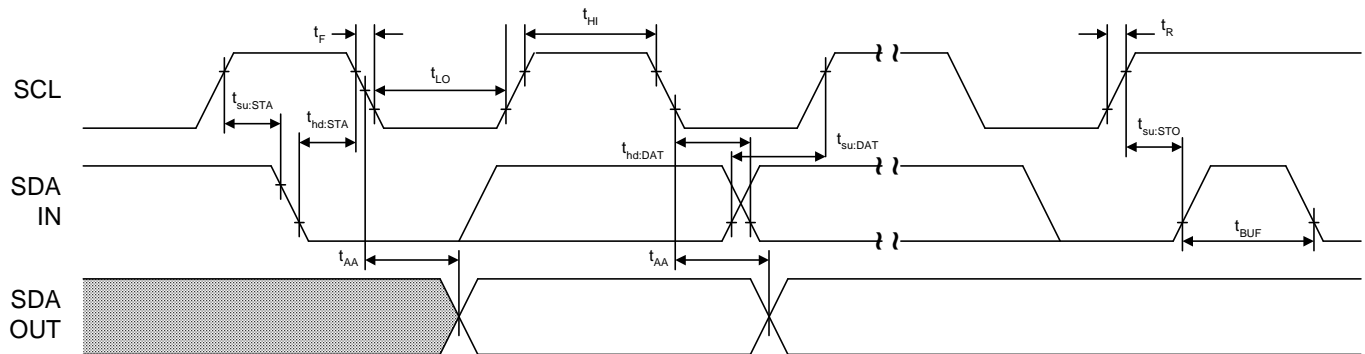 t_F
t_HI
t_R
SCL
t_LO
t_su:STA
t_hd:STA
t_su:STO
t_hd:DAT
t_su:DAT
SDA
IN
t_BUF
t_AA
t_AA
SDA
OUT